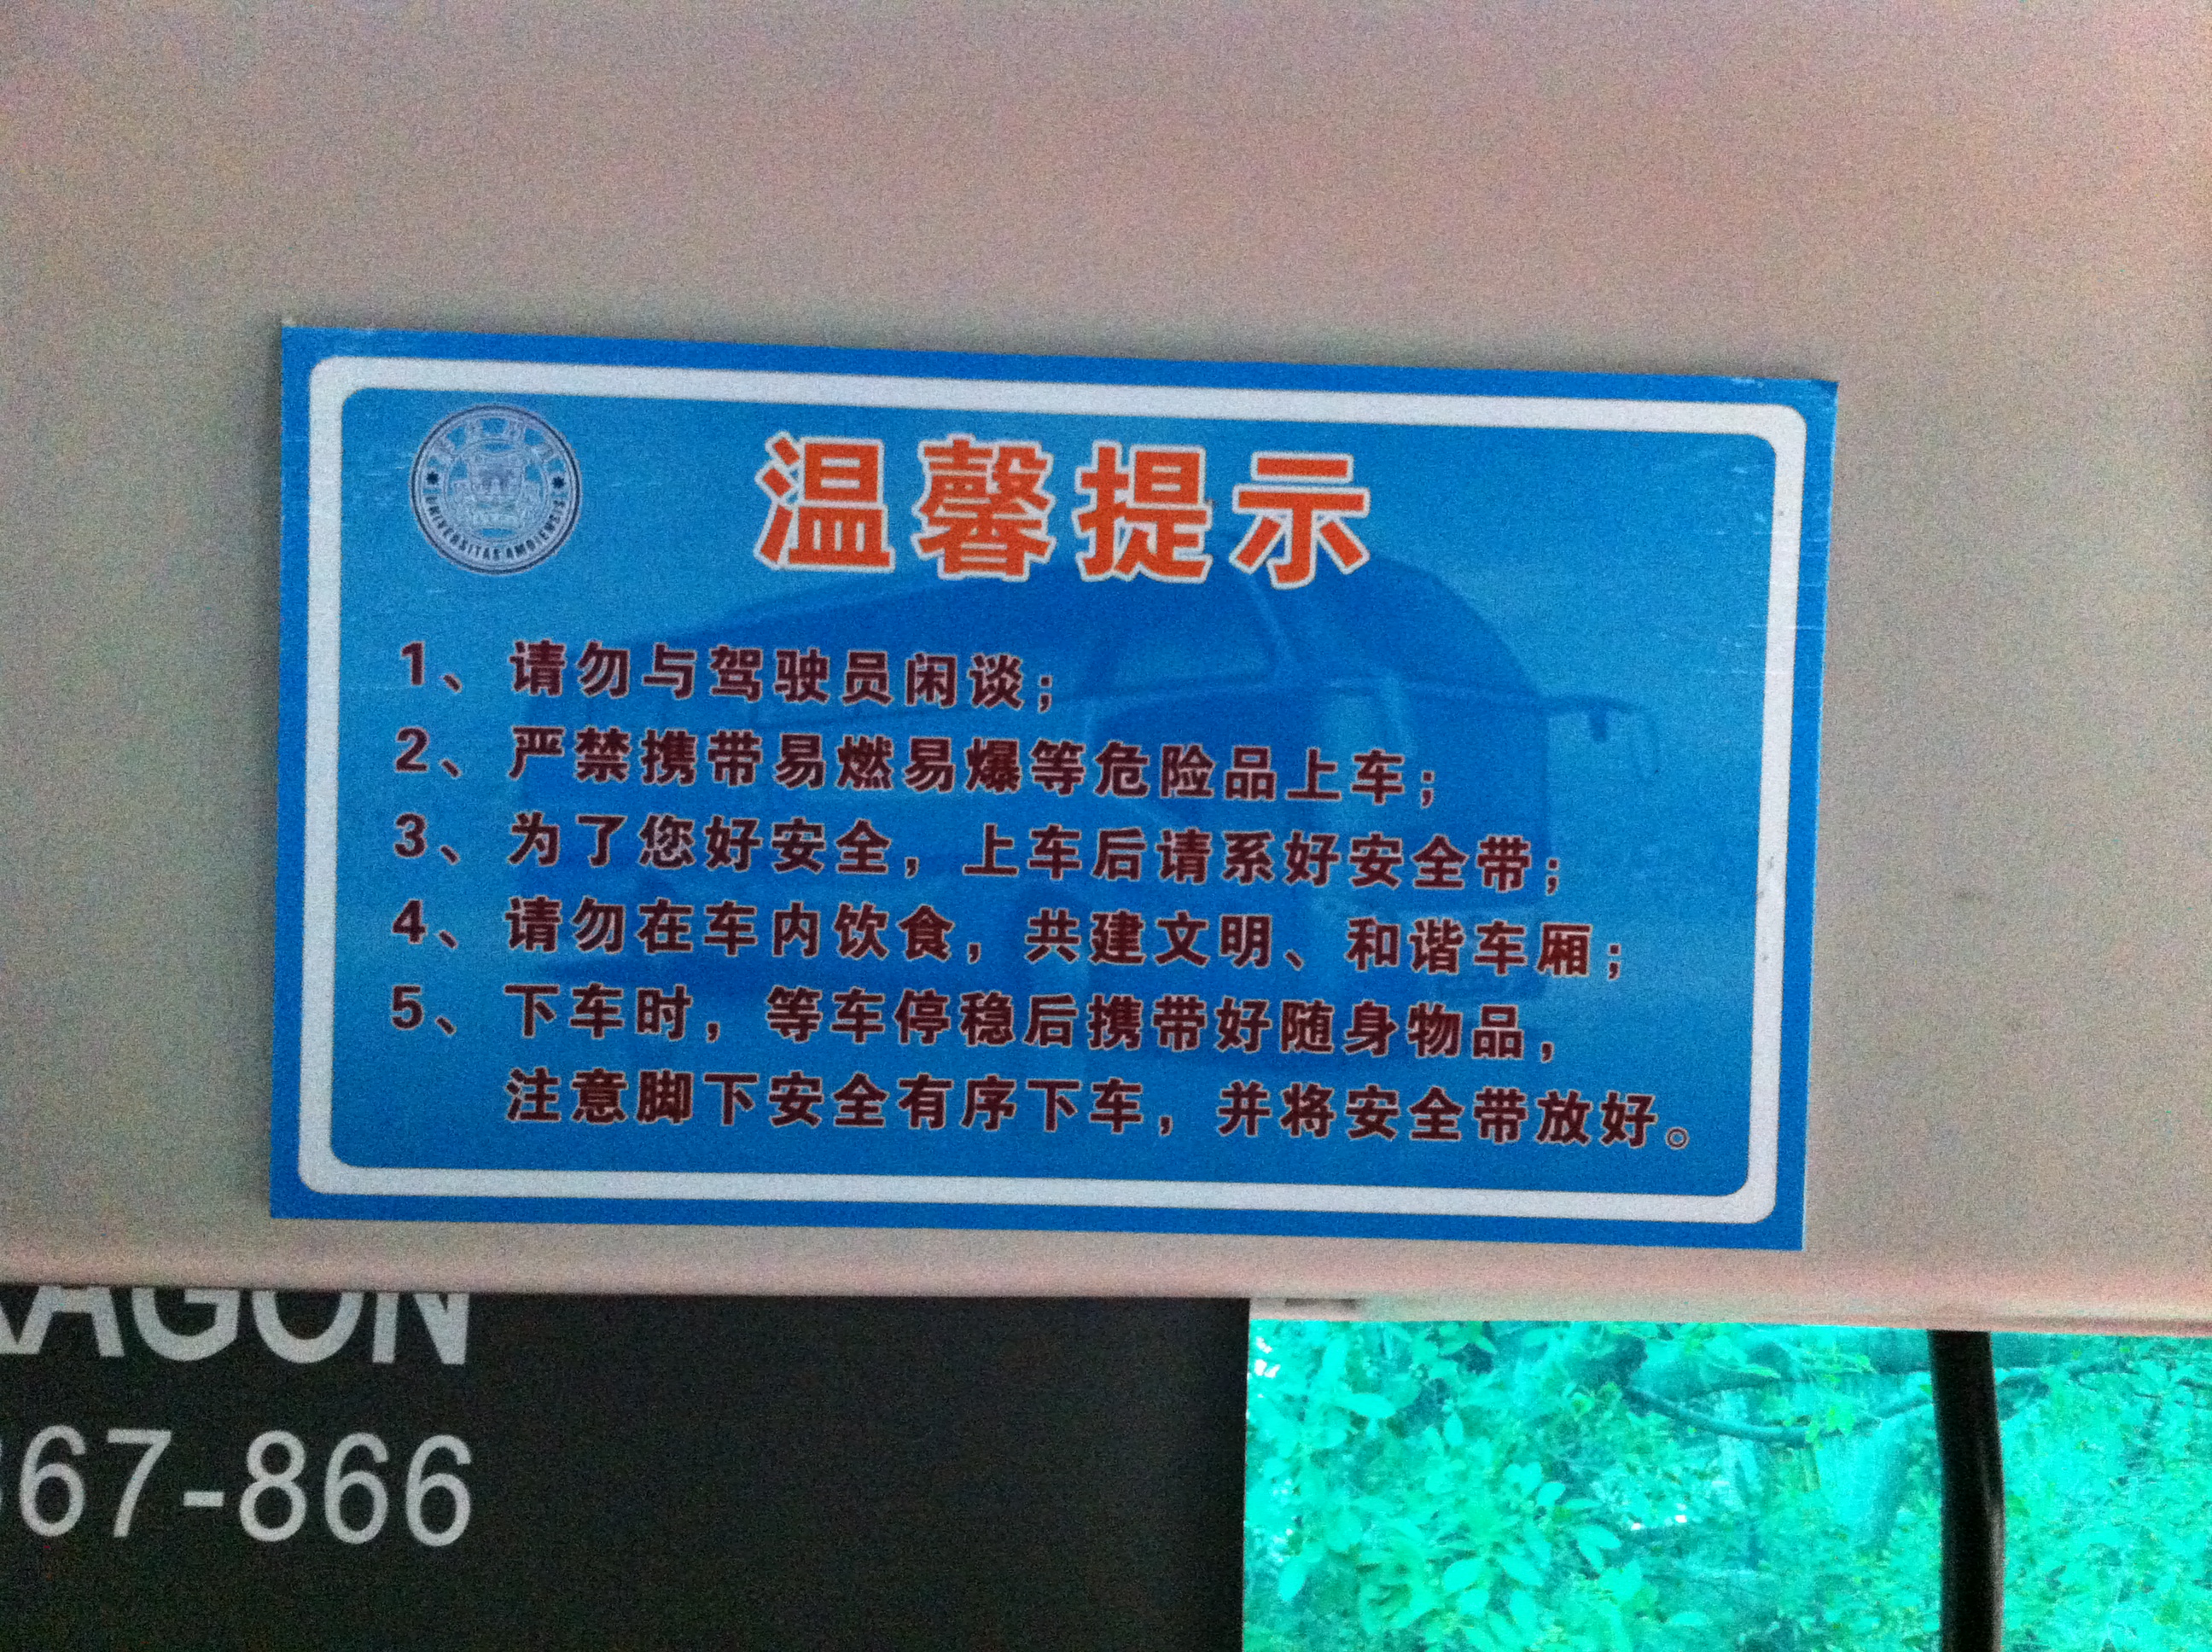 温馨提示
UNIVERSITAS AMOIENSIS
1、请勿与驾驶员闲谈；
2、严禁携带易燃易爆等危险品上车；
3、为了您好安全，上车后请系好安全带；
4、请勿在车内饮食，共建文明、和谐车厢；
5、下车时，等车停稳后携带好随身物品，
注意脚下安全有序下车，并将安全带放好。
AGON
67-866